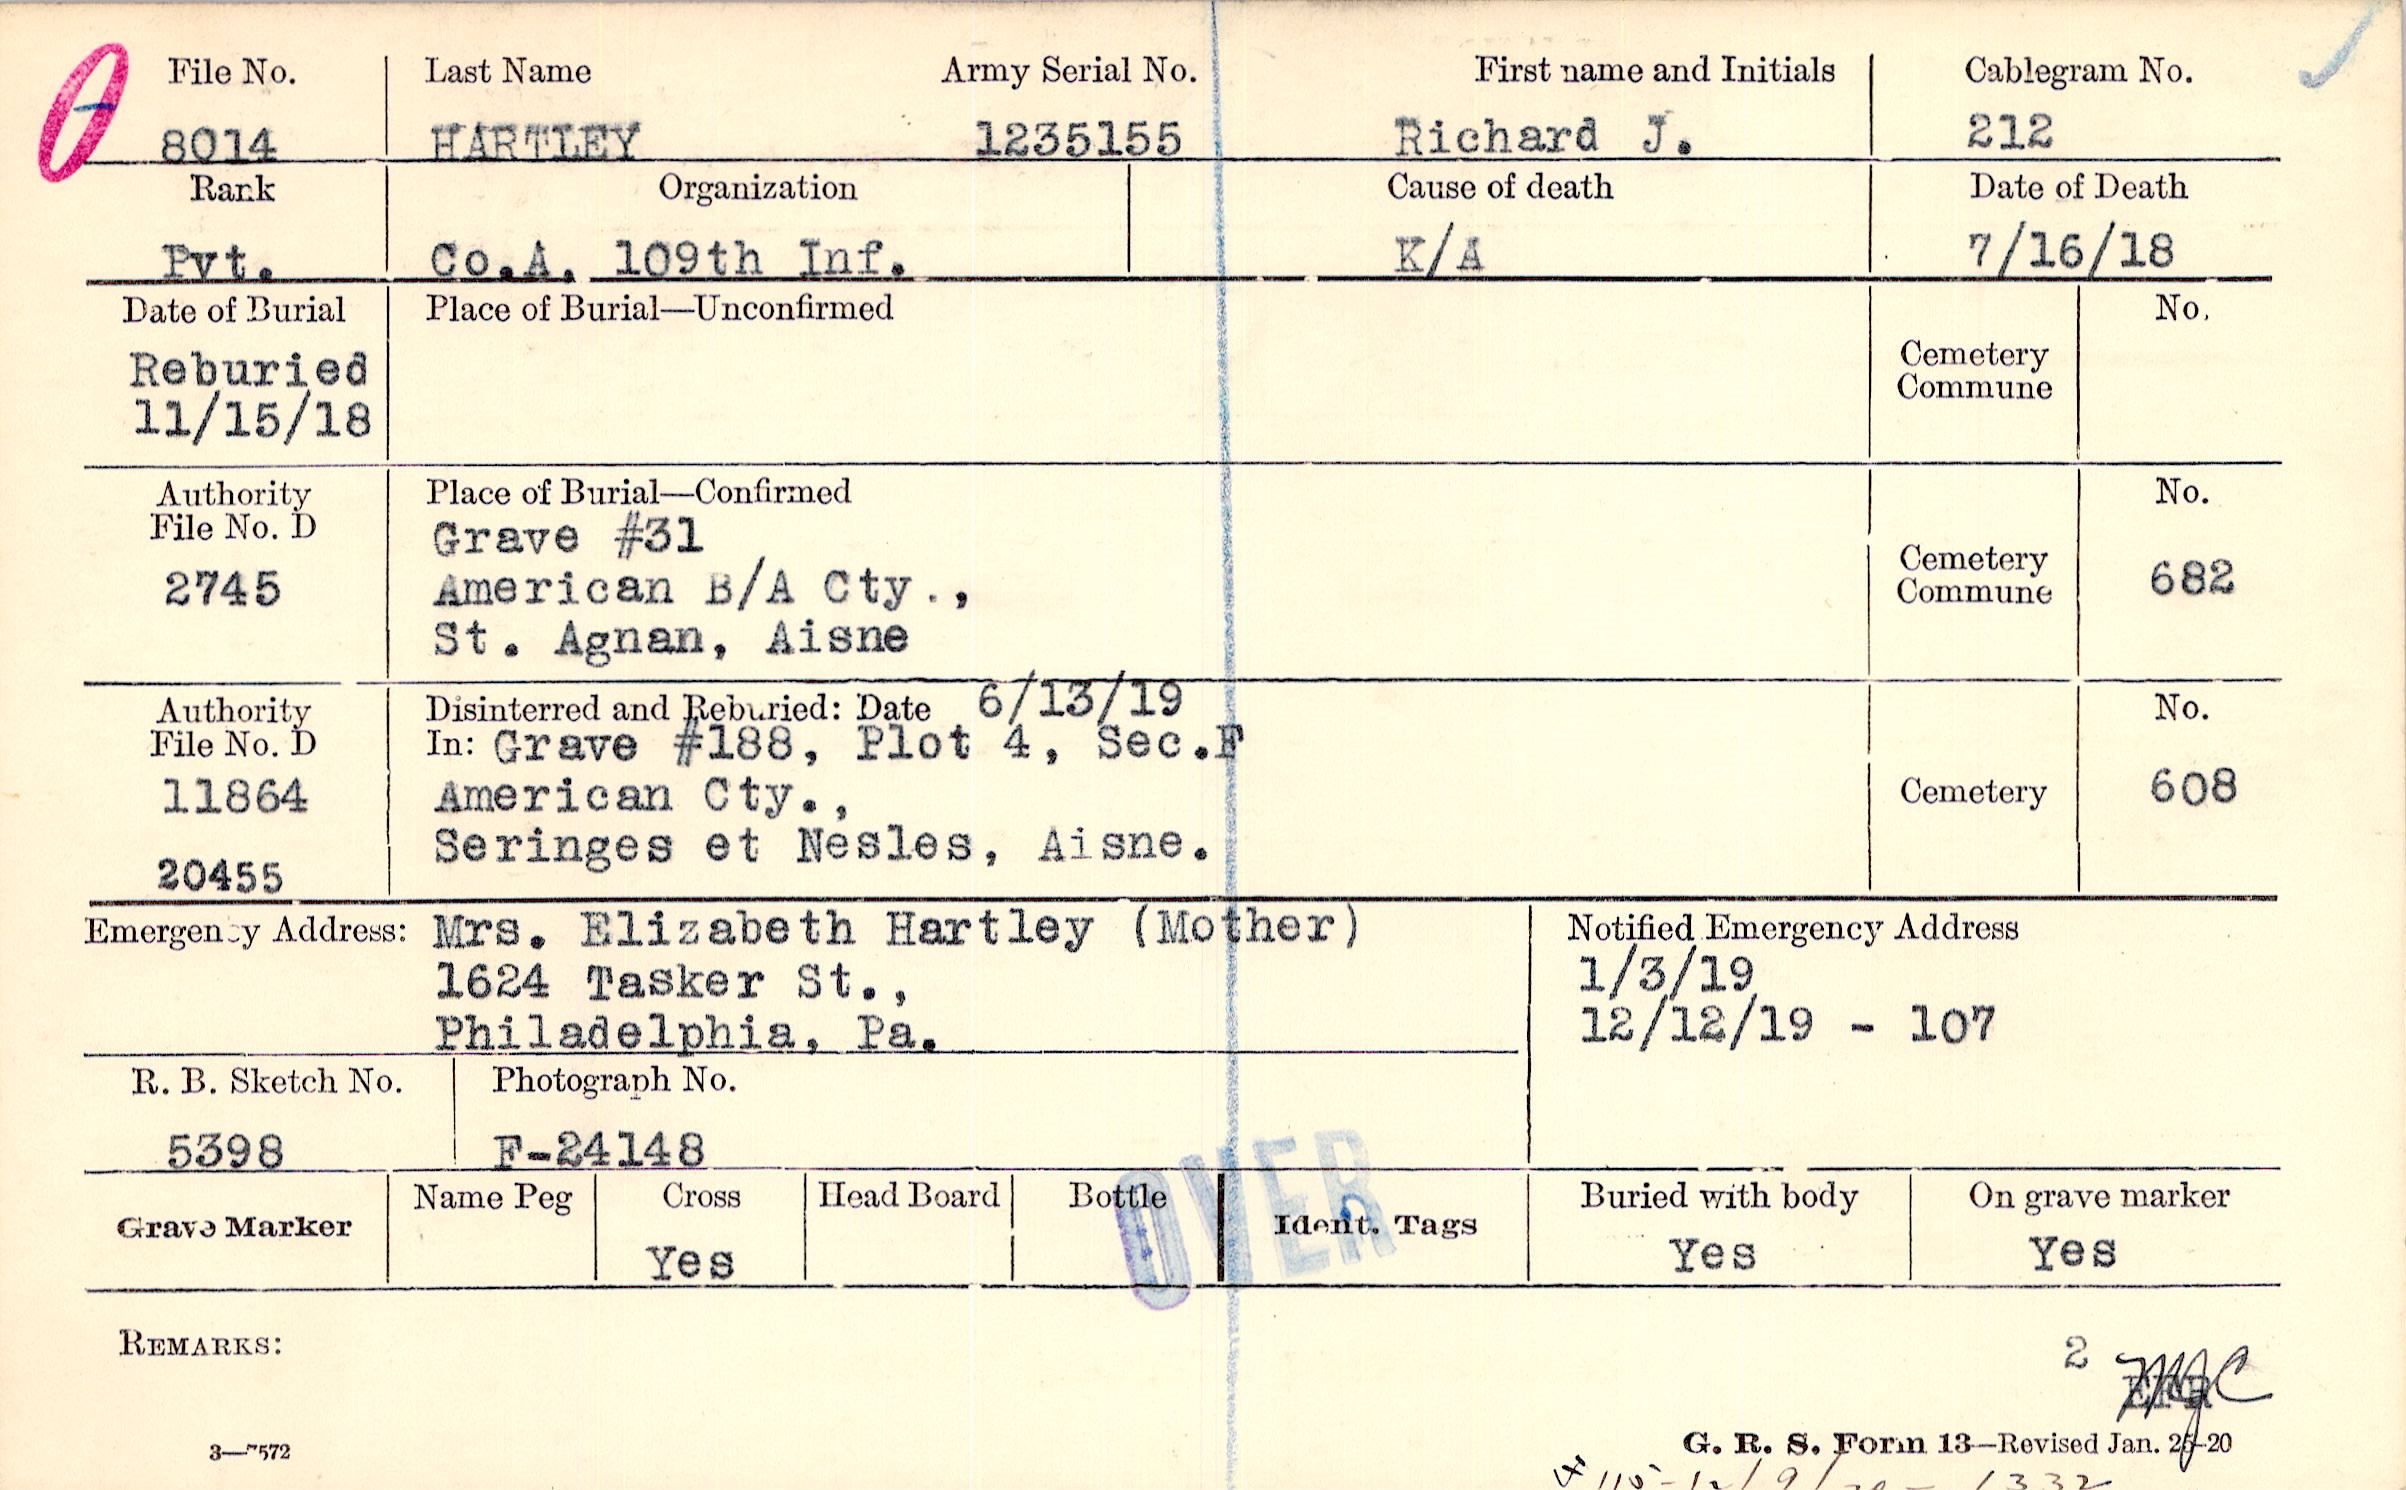 File No. Last Name Army Serial No. First name and Initials Cablegram No.
8014 HARTLEY 1235155 Richard J. 212
Rank Organization Cause of death Date of Death
Pvt. Co.A. 109th Inf. K/A 7/16/18
Date of Burial Place of Burial—Unconfirmed No.
Reburied
11/15/18
Cemetery
Commune
Authority Place of Burial—Confirmed No.
File No. D
2745
Grave #31
American B/A Cty.,
St. Agnan, Aisne
Cemetery
Commune
682
Authority Disinterred and Reburied: Date 6/13/19 No.
File No. D In: Grave #188, Plot 4, Sec.F
11864 American Cty., Cemetery 608
Seringes et Nesles, Aisne.
20455
Emergency Address: Mrs. Elizabeth Hartley (Mother)
1624 Tasker St.,
Philadelphia, Pa.
Notified Emergency Address
1/3/19
12/12/19 - 107
R. B. Sketch No. Photograph No.
5398 F-24148
Grave Marker Name Peg Cross Head Board Bottle Ident. Tags Buried with body On grave marker
Yes Yes Yes
OVER
REMARKS:
2
3—7572
G. R. S. Form 13—Revised Jan. 26-20